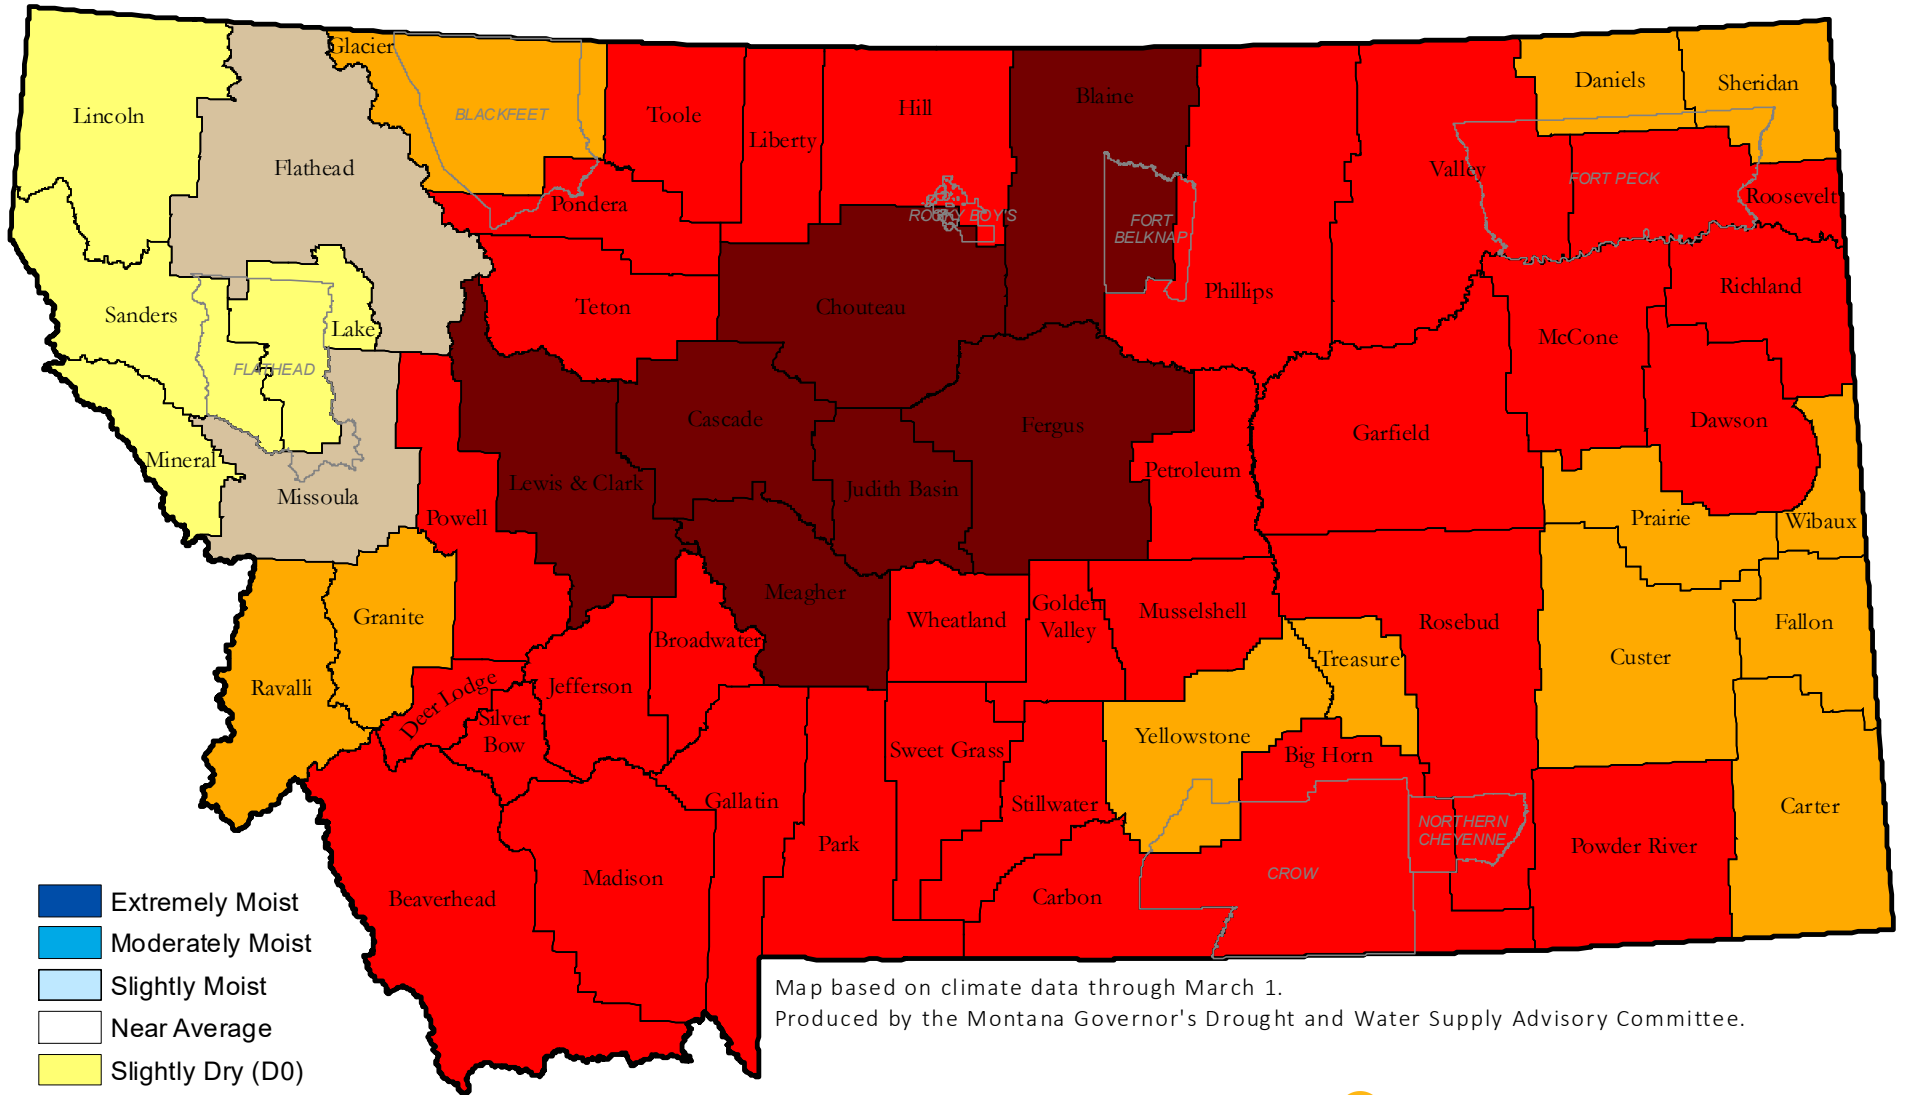 Glacier
Daniels
Sheridan
Lincoln
BLACKFEET
Toole
Hill
Blaine
Liberty
Flathead
Valley
FORT PECK
Roosevelt
Pondera
ROCKY BOY'S
FORT
BELKNAP
Sanders
Lake
Teton
Chouteau
Phillips
Richland
McCone
FLATHEAD
Cascade
Fergus
Garfield
Dawson
Mineral
Missoula
Lewis & Clark
Judith Basin
Petroleum
Powell
Prairie
Wibaux
Granite
Meagher
Wheatland
Golden
Valley
Musselshell
Rosebud
Fallon
Ravalli
Broadwater
Treasure
Custer
Deer Lodge
Jefferson
Silver
Bow
Sweet Grass
Yellowstone
Big Horn
Gallatin
Stillwater
Carter
Park
NORTHERN
CHEYENNE
Powder River
Beaverhead
Madison
Carbon
CROW
Extremely Moist
Moderately Moist
Slightly Moist
Near Average
Slightly Dry (D0)
Map based on climate data through March 1.
Produced by the Montana Governor's Drought and Water Supply Advisory Committee.